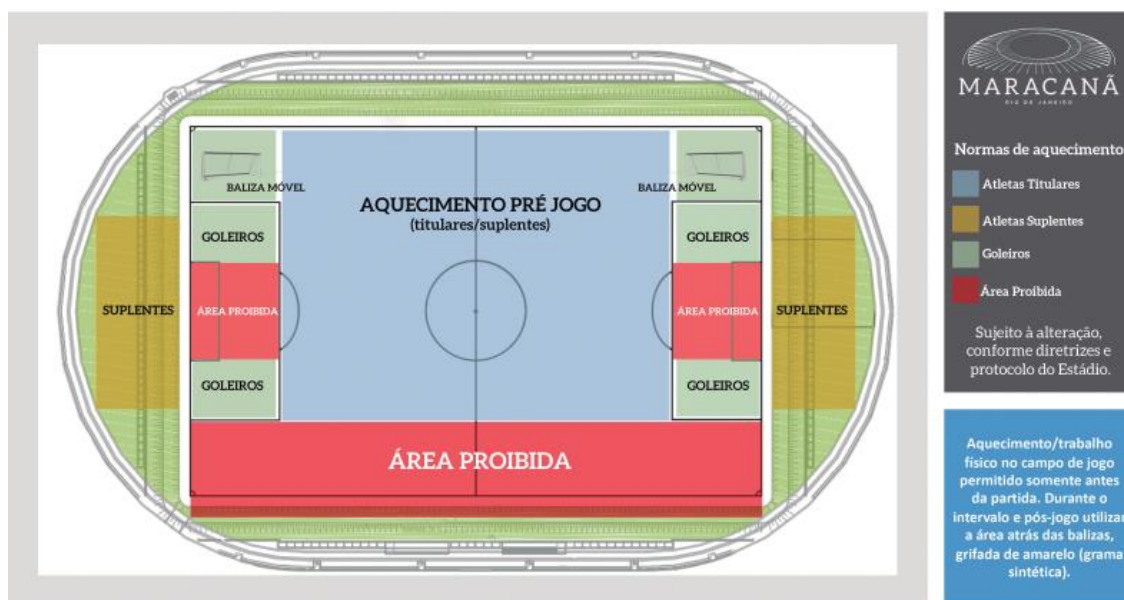 MARACANÃ
RIO DE JANEIRO
Normas de aquecimento
Atletas Titulares
Atletas Suplentes
Goleiros
Área Proibida
Sujeito à alteração,
conforme diretrizes e
protocolo do Estádio.
Aquecimento/trabalho
físico no campo de jogo
permitido somente antes
da partida. Durante o
intervalo e pós-jogo utilizar
a área atrás das balizas,
grifada de amarelo (grama
sintética).
BALIZA MÓVEL
BALIZA MÓVEL
AQUECIMENTO PRÉ JOGO
(titulares/suplentes)
GOLEIROS
GOLEIROS
SUPLENTES
ÁREA PROIBIDA
ÁREA PROIBIDA
SUPLENTES
GOLEIROS
GOLEIROS
ÁREA PROIBIDA